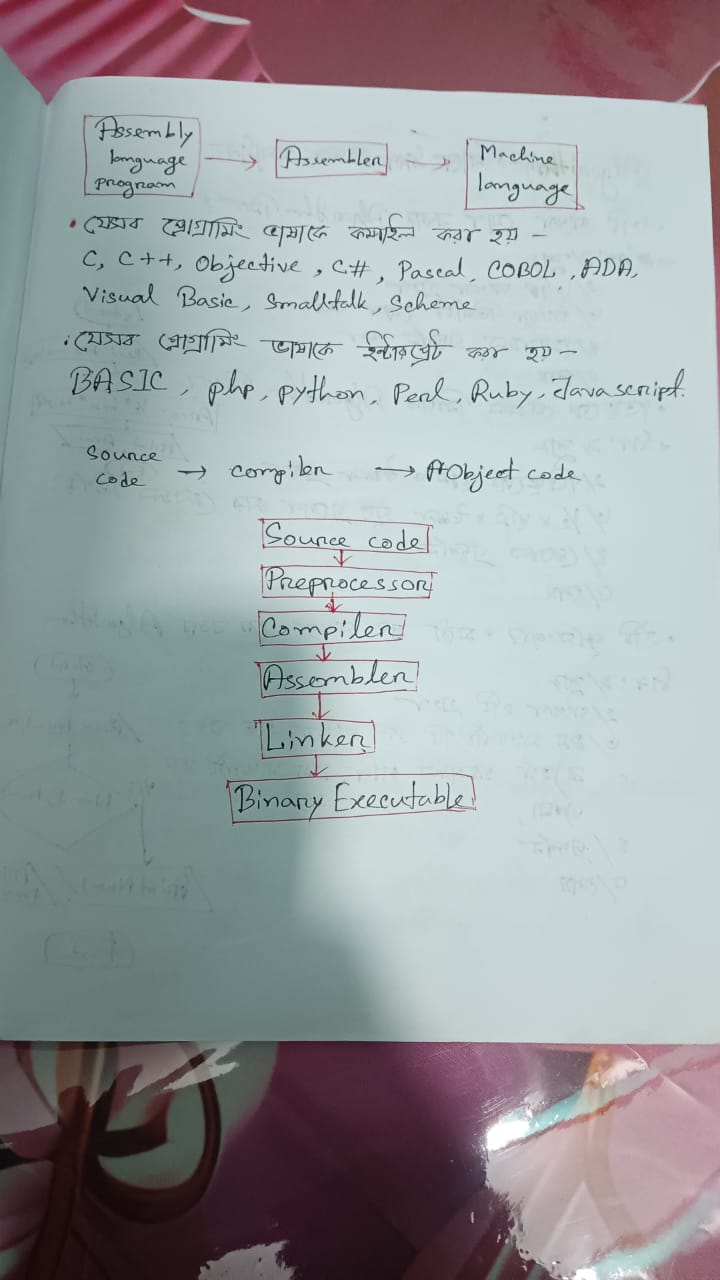 Assembly language program → Assembler → Machine language
• যেসব প্রোগ্রামিং ভাষাকে কম্পাইল করা হয় –
C, C++, Objective, C#, Pascal, COBOL, ADA,
Visual Basic, Smalltalk, Scheme
• যেসব প্রোগ্রামিং ভাষাকে ইন্টারপ্রেট করা হয় –
BASIC, php, python, Perl, Ruby, Javascript.
Source code → compiler → Object code
Source code
↓
Preprocessor
↓
Compiler
↓
Assembler
↓
Linker
↓
Binary Executable